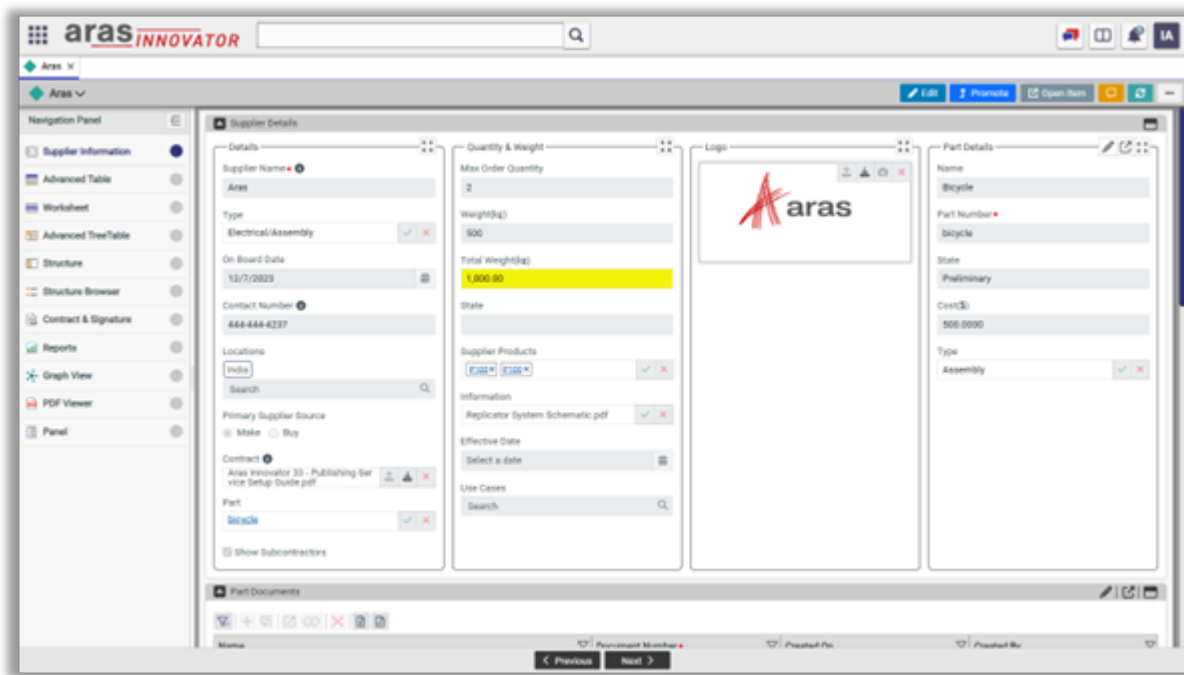 aras INNOVATOR
IA
Aras
Aras
Edit
Promote
Open Item
Navigation Panel
Supplier Information
Advanced Table
Worksheet
Advanced TreeTable
Structure
Structure Browser
Contract & Signature
Reports
Graph View
PDF Viewer
Panel
Supplier Details
Details
Supplier Name
Aras
Type
Electrical/Assembly
On Board Date
12/7/2023
Contact Number
444-444-4237
Locations
India
Search
Primary Supplier Source
Make
Buy
Contract
Aras Innovator 33 - Publishing Ser
vice Setup Guide.pdf
Part
bicycle
Show Subcontractors
Quantity & Weight
Max Order Quantity
2
Weight(kg)
500
Total Weight(kg)
1,000.00
State
Supplier Products
Information
Replicator System Schematic.pdf
Effective Date
Select a date
Use Cases
Search
Logo
aras
Part Details
Name
Bicycle
Part Number
bicycle
State
Preliminary
Cost($)
500.0000
Type
Assembly
Part Documents
Name
Document Number
Created On
Created By
Previous
Next